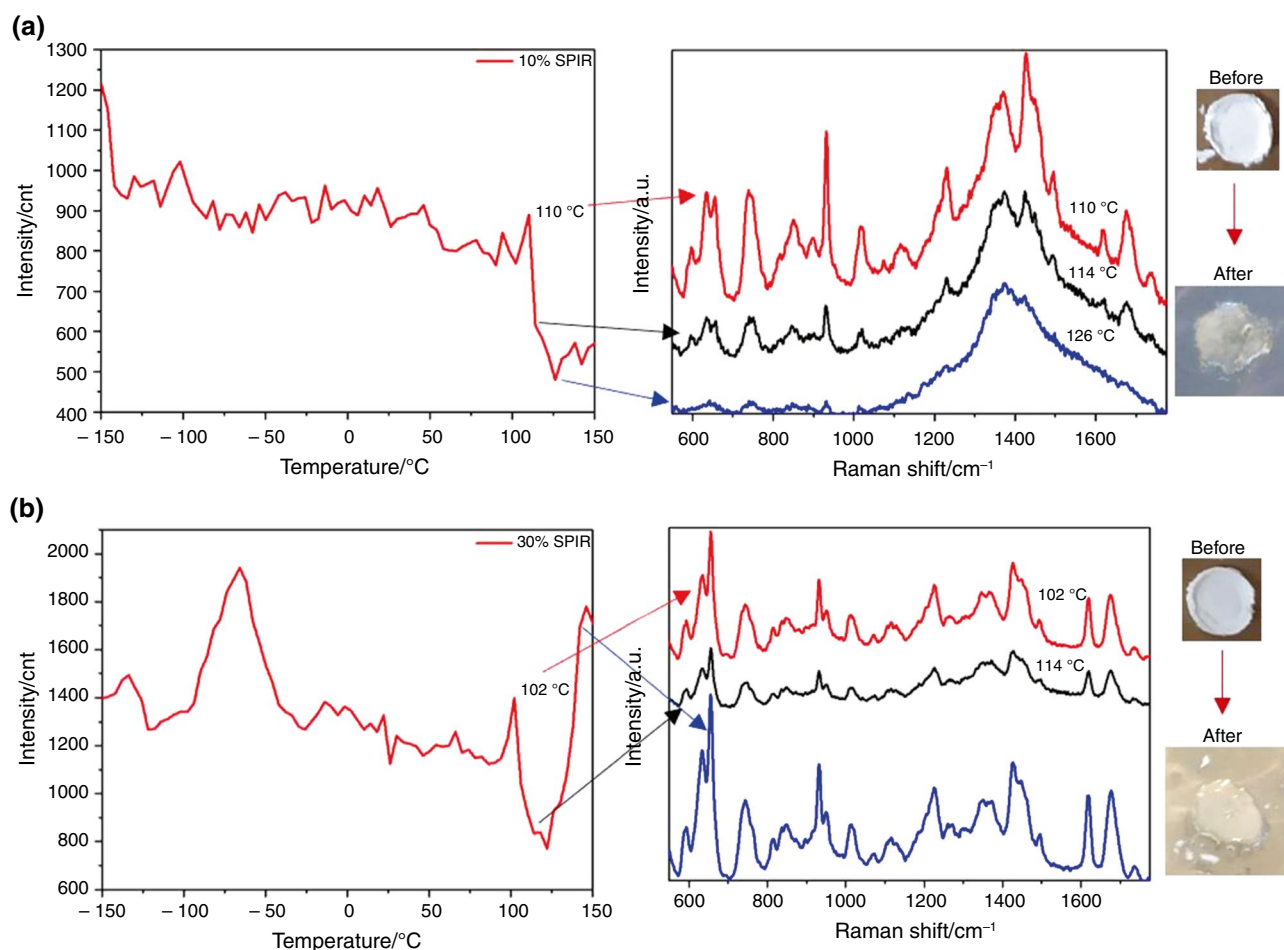 (a)
1300
1200
1100
1000
900
800
700
600
500
400
Intensity/cnt
10% SPIR
110 °C
– 150
– 100
– 50
0
50
100
150
Temperature/°C
Intensity/a.u.
110 °C
114 °C
126 °C
600
800
1000
1200
1400
1600
Raman shift/cm⁻¹
Before
After
(b)
2000
1800
1600
1400
1200
1000
800
600
Intensity/cnt
30% SPIR
102 °C
– 150
– 100
– 50
0
50
100
150
Temperature/°C
Intensity/a.u.
102 °C
114 °C
600
800
1000
1200
1400
1600
Raman shift/cm⁻¹
Before
After